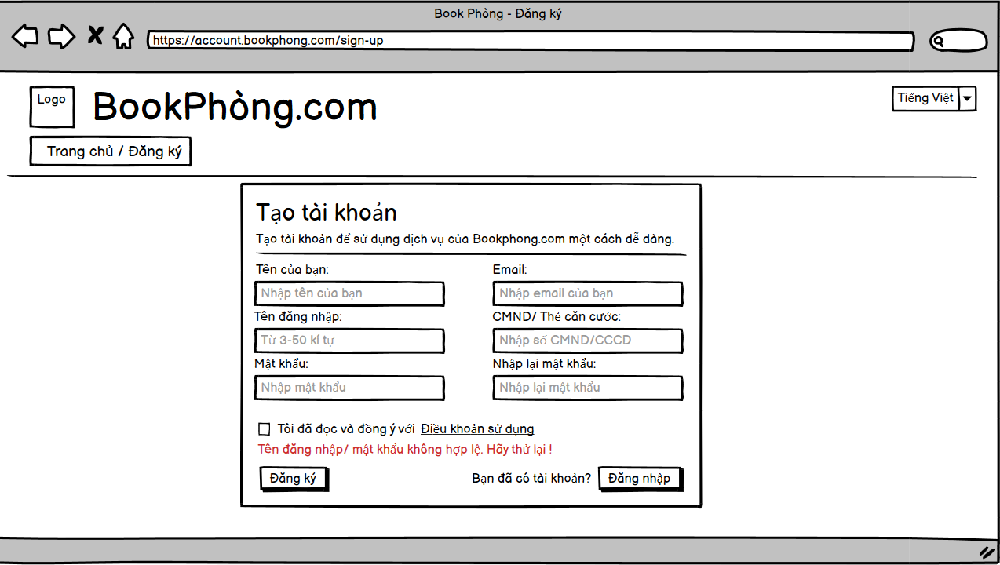 Book Phòng - Đăng ký
https://account.bookphong.com/sign-up
Logo
BookPhòng.com
Tiếng Việt
Trang chủ / Đăng ký
Tạo tài khoản
Tạo tài khoản để sử dụng dịch vụ của Bookphong.com một cách dễ dàng.
Tên của bạn:
Email:
Nhập tên của bạn
Nhập email của bạn
Tên đăng nhập:
CMND/ Thẻ căn cước:
Từ 3-50 kí tự
Nhập số CMND/CCCD
Mật khẩu:
Nhập lại mật khẩu:
Nhập mật khẩu
Nhập lại mật khẩu
Tôi đã đọc và đồng ý với Điều khoản sử dụng
Tên đăng nhập/ mật khẩu không hợp lệ. Hãy thử lại !
Đăng ký
Bạn đã có tài khoản?
Đăng nhập